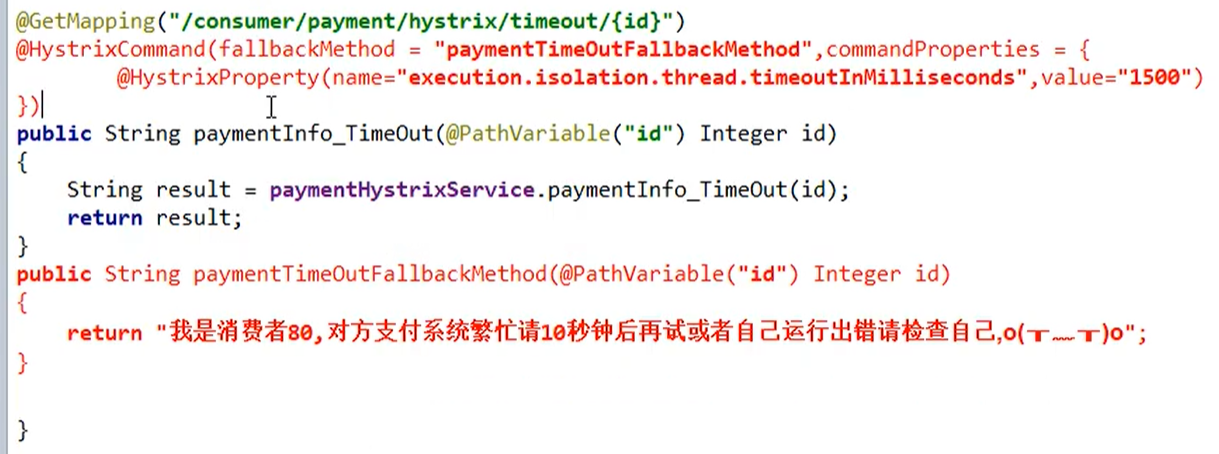 @GetMapping("/consumer/payment/hystrix/timeout/{id}")
@HystrixCommand(fallbackMethod = "paymentTimeOutFallbackMethod",commandProperties = {
        @HystrixProperty(name="execution.isolation.thread.timeoutInMilliseconds",value="1500")
})
public String paymentInfo_TimeOut(@PathVariable("id") Integer id)
{
    String result = paymentHystrixService.paymentInfo_TimeOut(id);
    return result;
}
public String paymentTimeOutFallbackMethod(@PathVariable("id") Integer id)
{
    return "我是消费者80,对方支付系统繁忙请10秒钟后再试或者自己运行出错请检查自己,o(╥﹏╥)o";
}
}